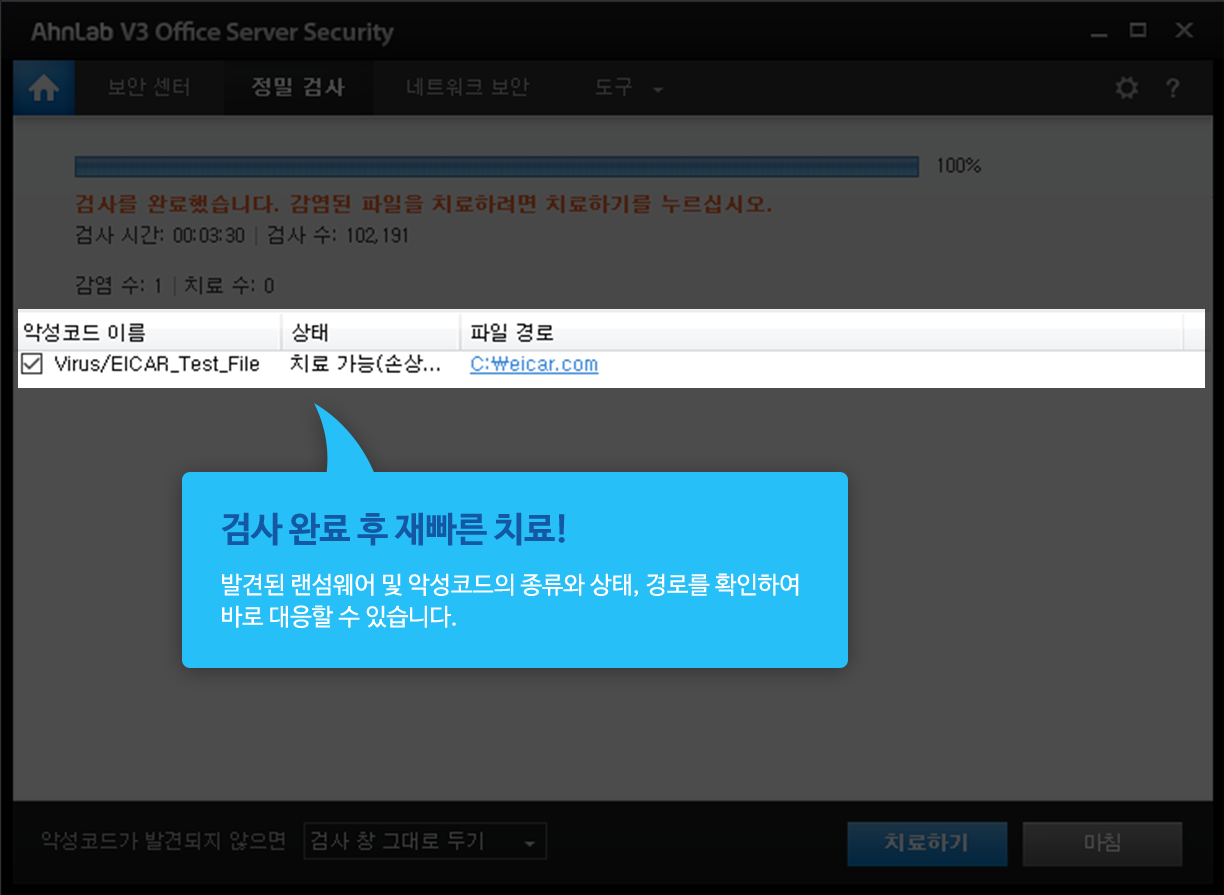 AhnLab V3 Office Server Security
보안 센터 정밀 검사 네트워크 보안 도구 ?
100%
검사를 완료했습니다. 감염된 파일을 치료하려면 치료하기를 누르십시오.
검사 시간: 00:03:30 | 검사 수: 102,191
감염 수: 1 | 치료 수: 0
악성코드 이름 상태 파일 경로
Virus/EICAR_Test_File 치료 가능(손상... C:₩eicar.com
검사 완료 후 재빠른 치료!
발견된 랜섬웨어 및 악성코드의 종류와 상태, 경로를 확인하여
바로 대응할 수 있습니다.
악성코드가 발견되지 않으면 검사 창 그대로 두기 치료하기 마침